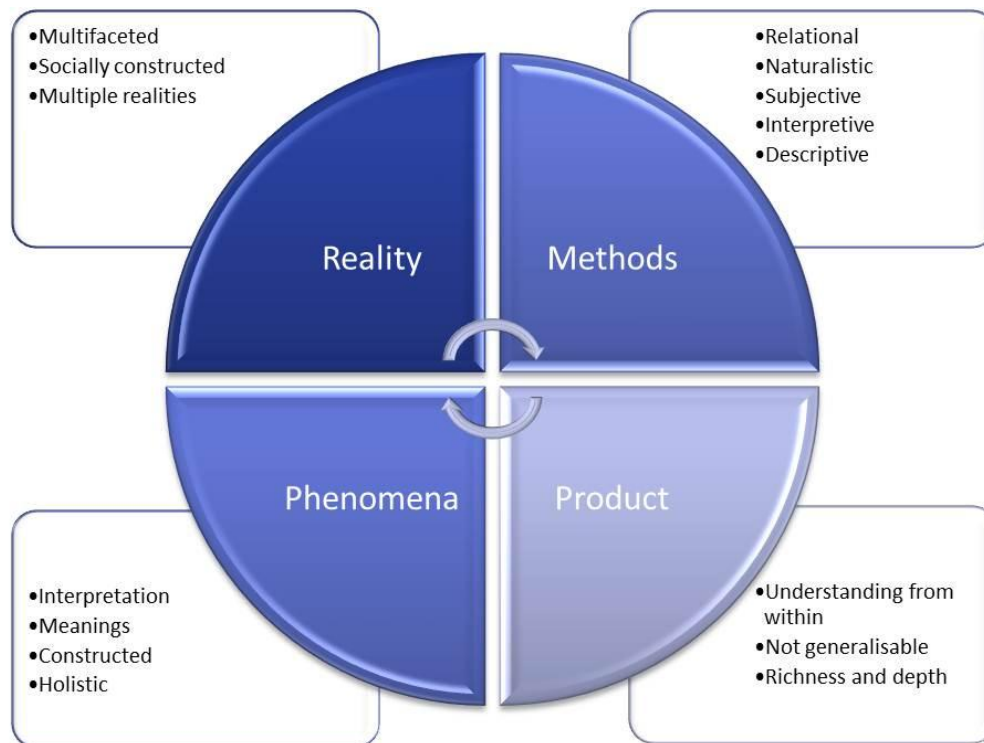 •Multifaceted
•Socially constructed
•Multiple realities
•Relational
•Naturalistic
•Subjective
•Interpretive
•Descriptive
Reality
Methods
Phenomena
Product
•Interpretation
•Meanings
•Constructed
•Holistic
•Understanding from
within
•Not generalisable
•Richness and depth